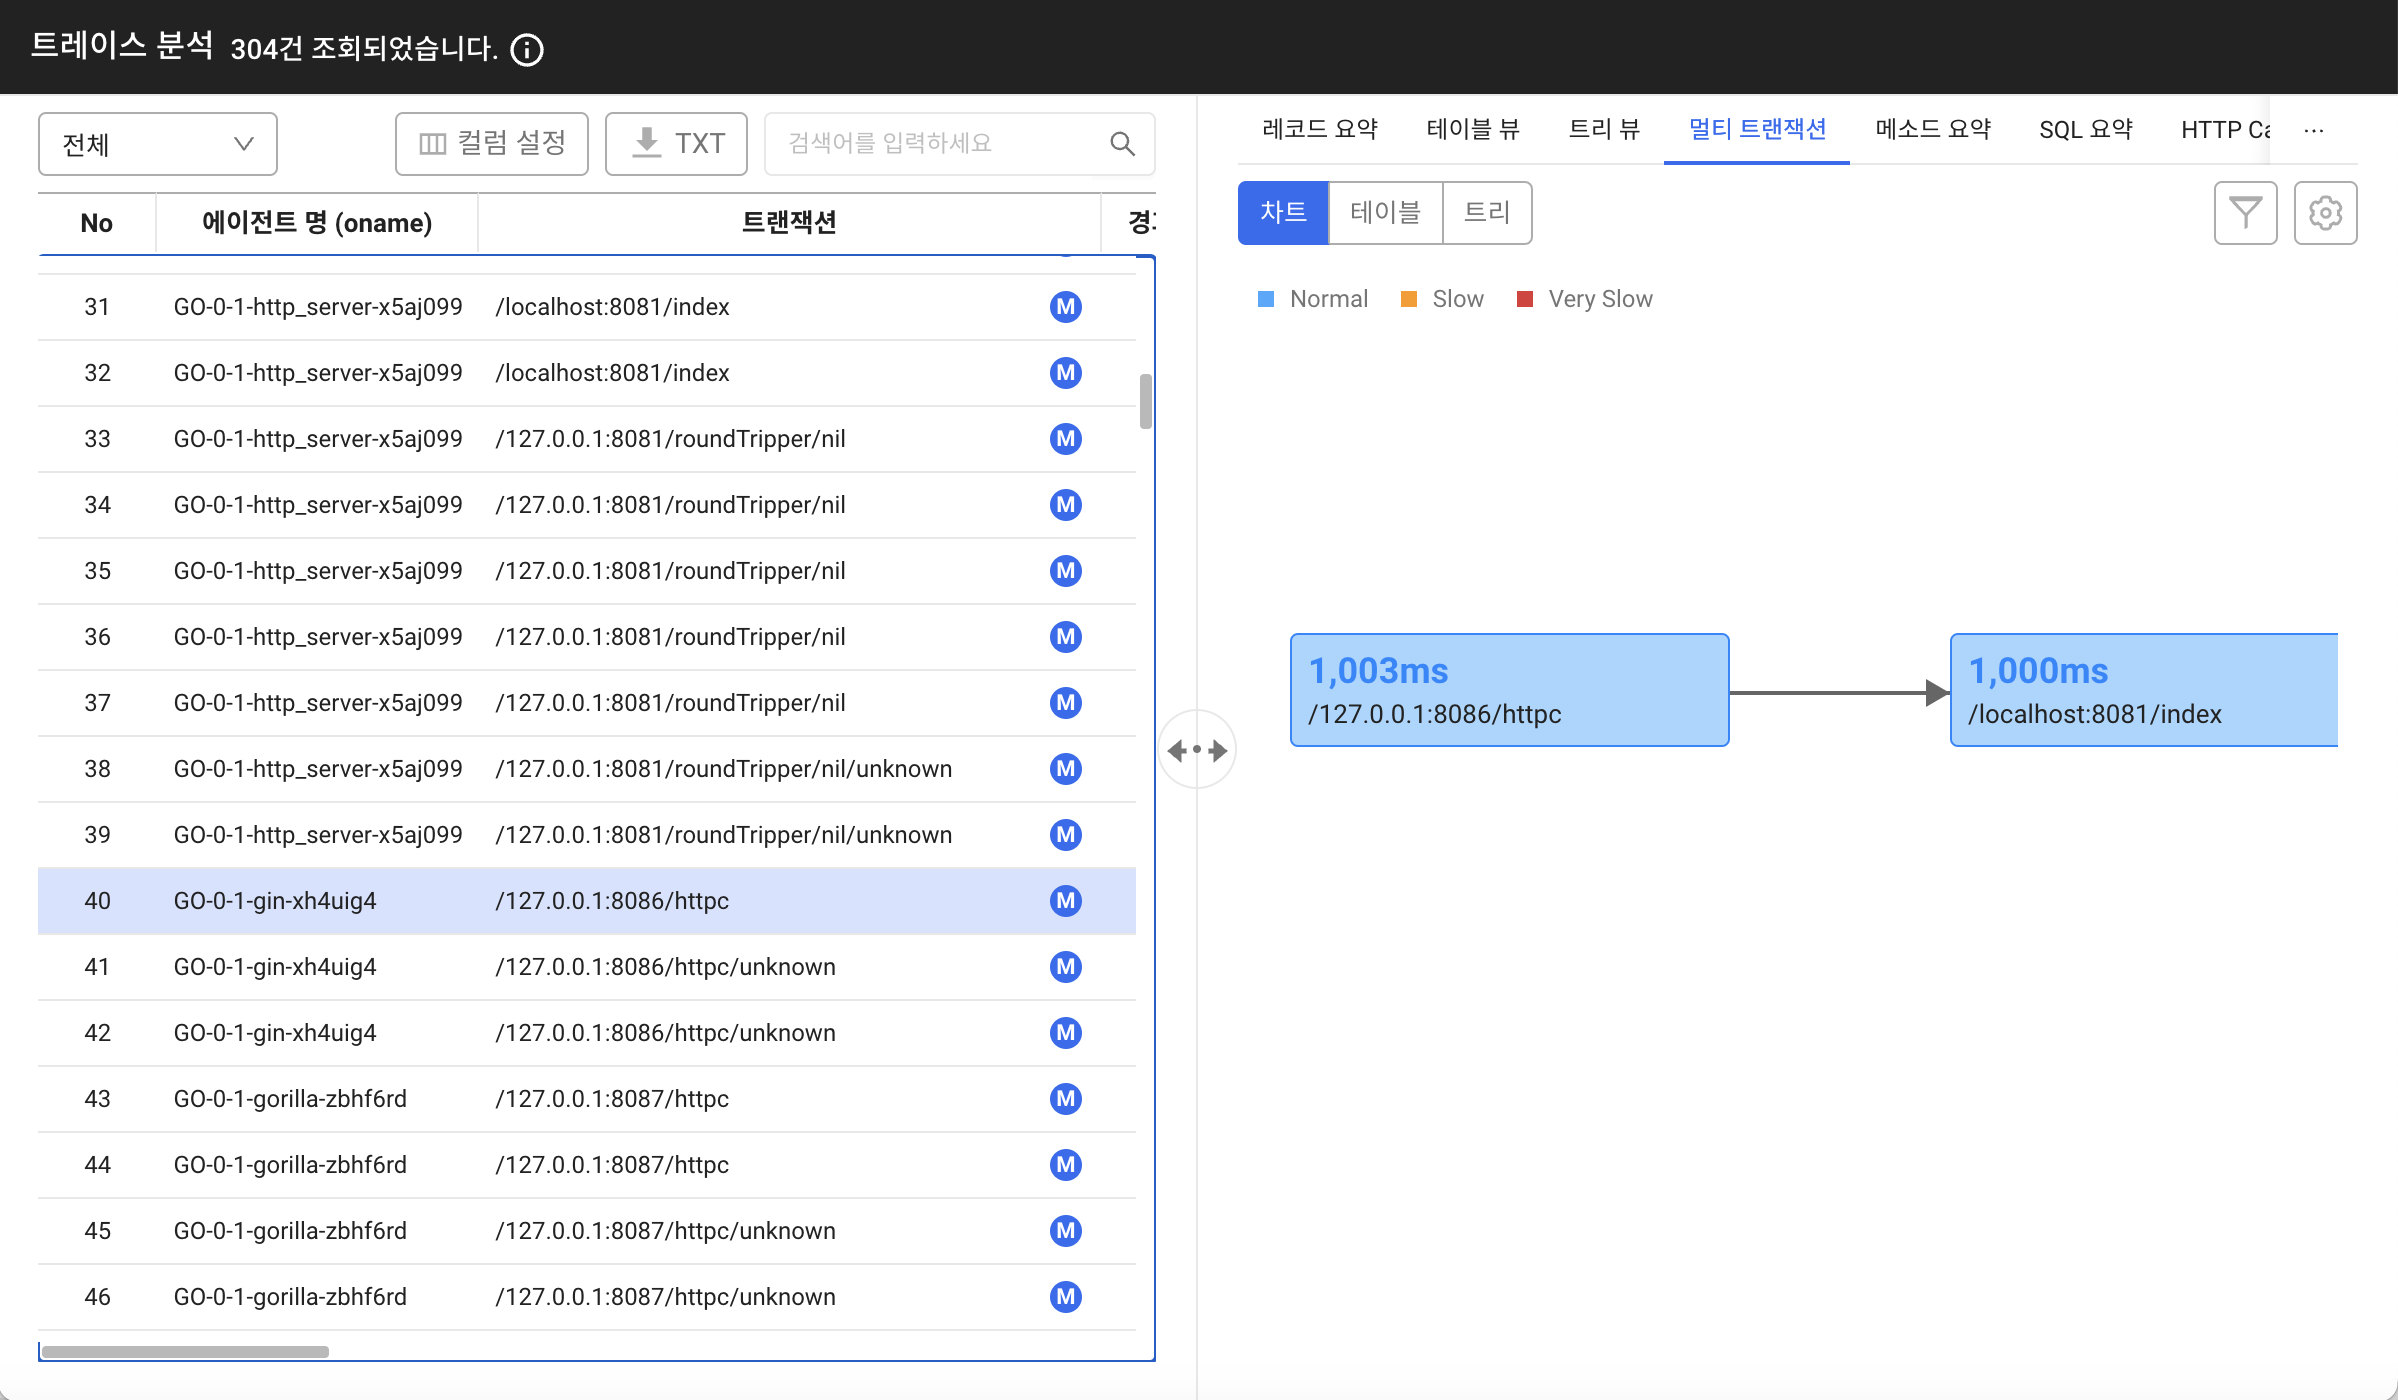 트레이스 분석 304건 조회되었습니다.
전체
컬럼 설정
TXT
검색어를 입력하세요
No 에이전트 명 (oname) 트랜잭션
31 GO-0-1-http_server-x5aj099 /localhost:8081/index M
32 GO-0-1-http_server-x5aj099 /localhost:8081/index M
33 GO-0-1-http_server-x5aj099 /127.0.0.1:8081/roundTripper/nil M
34 GO-0-1-http_server-x5aj099 /127.0.0.1:8081/roundTripper/nil M
35 GO-0-1-http_server-x5aj099 /127.0.0.1:8081/roundTripper/nil M
36 GO-0-1-http_server-x5aj099 /127.0.0.1:8081/roundTripper/nil M
37 GO-0-1-http_server-x5aj099 /127.0.0.1:8081/roundTripper/nil M
38 GO-0-1-http_server-x5aj099 /127.0.0.1:8081/roundTripper/nil/unknown M
39 GO-0-1-http_server-x5aj099 /127.0.0.1:8081/roundTripper/nil/unknown M
40 GO-0-1-gin-xh4uig4 /127.0.0.1:8086/httpc M
41 GO-0-1-gin-xh4uig4 /127.0.0.1:8086/httpc/unknown M
42 GO-0-1-gin-xh4uig4 /127.0.0.1:8086/httpc/unknown M
43 GO-0-1-gorilla-zbhf6rd /127.0.0.1:8087/httpc M
44 GO-0-1-gorilla-zbhf6rd /127.0.0.1:8087/httpc M
45 GO-0-1-gorilla-zbhf6rd /127.0.0.1:8087/httpc/unknown M
46 GO-0-1-gorilla-zbhf6rd /127.0.0.1:8087/httpc/unknown M
레코드 요약 테이블 뷰 트리 뷰 멀티 트랜잭션 메소드 요약 SQL 요약 HTTP ...
차트 테이블 트리
Normal Slow Very Slow
1,003ms
/127.0.0.1:8086/httpc
1,000ms
/localhost:8081/index